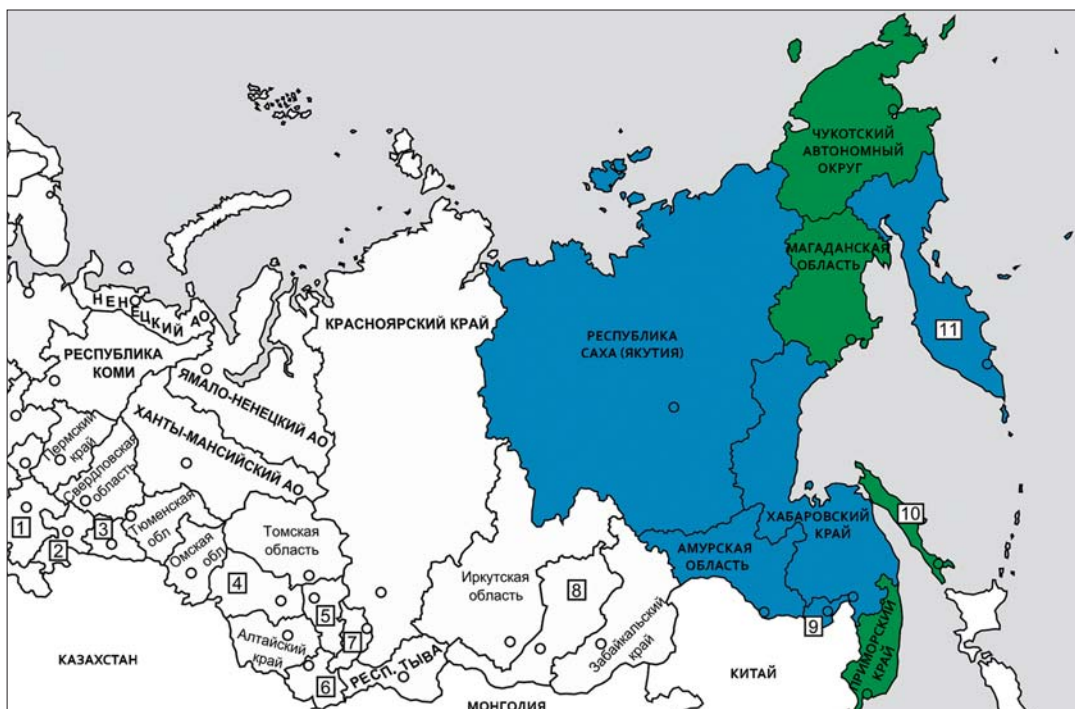 ЧУКОТСКИЙ
АВТОНОМНЫЙ
ОКРУГ
МАГАДАНСКАЯ
ОБЛАСТЬ
НЕНЕЦКИЙ АО
КРАСНОЯРСКИЙ КРАЙ
РЕСПУБЛИКА
САХА (ЯКУТИЯ)
11
РЕСПУБЛИКА
КОМИ
ЯМАЛО-НЕНЕЦКИЙ АО
ХАНТЫ-МАНСИЙСКИЙ АО
Пермский
край
Свердловская
область
1
2
3
Тюменская
обл
Омская
обл
Томская
область
4
5
6
7
Алтайский
край
РЕСП. ТЫВА
Иркутская
область
8
Забайкальский
край
АМУРСКАЯ
ОБЛАСТЬ
ХАБАРОВСКИЙ
КРАЙ
9
10
ПРИМОРСКИЙ
КРАЙ
КАЗАХСТАН
МОНГОЛИЯ
КИТАЙ